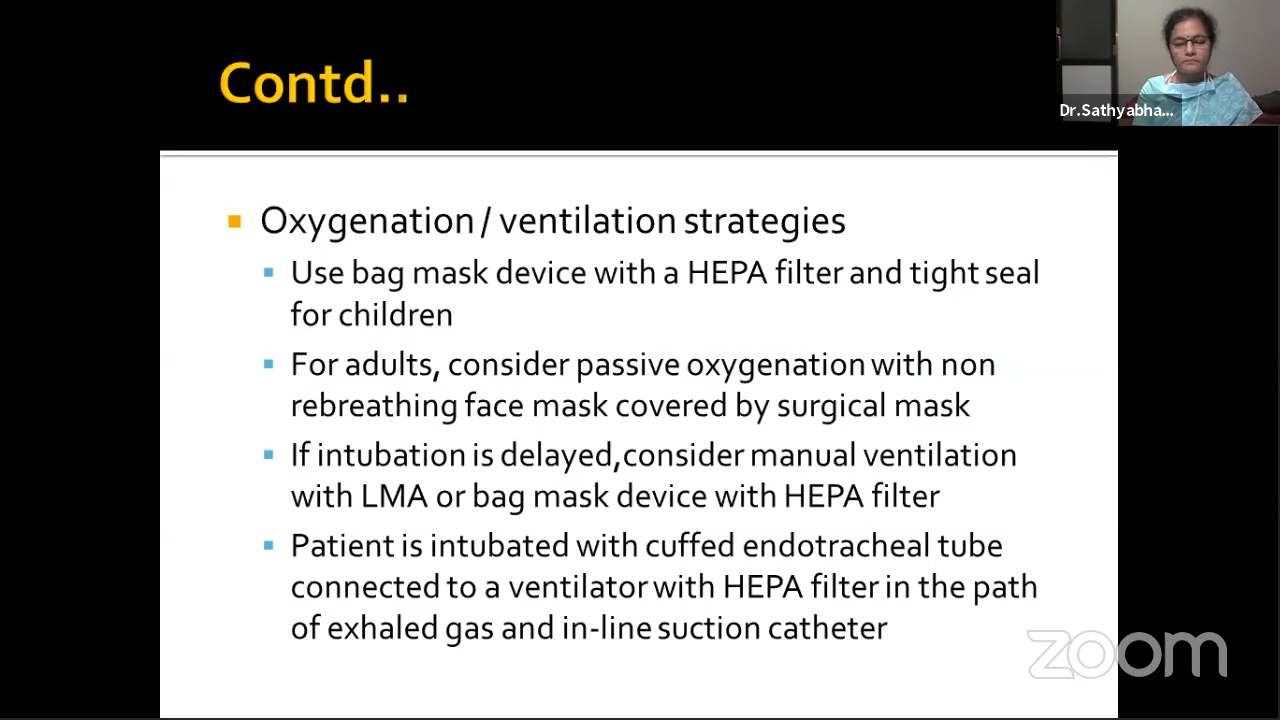 Contd..
Dr.Sathyabha...
Oxygenation / ventilation strategies
Use bag mask device with a HEPA filter and tight seal
for children
For adults, consider passive oxygenation with non
rebreathing face mask covered by surgical mask
If intubation is delayed,consider manual ventilation
with LMA or bag mask device with HEPA filter
Patient is intubated with cuffed endotracheal tube
connected to a ventilator with HEPA filter in the path
of exhaled gas and in-line suction catheter
zoom